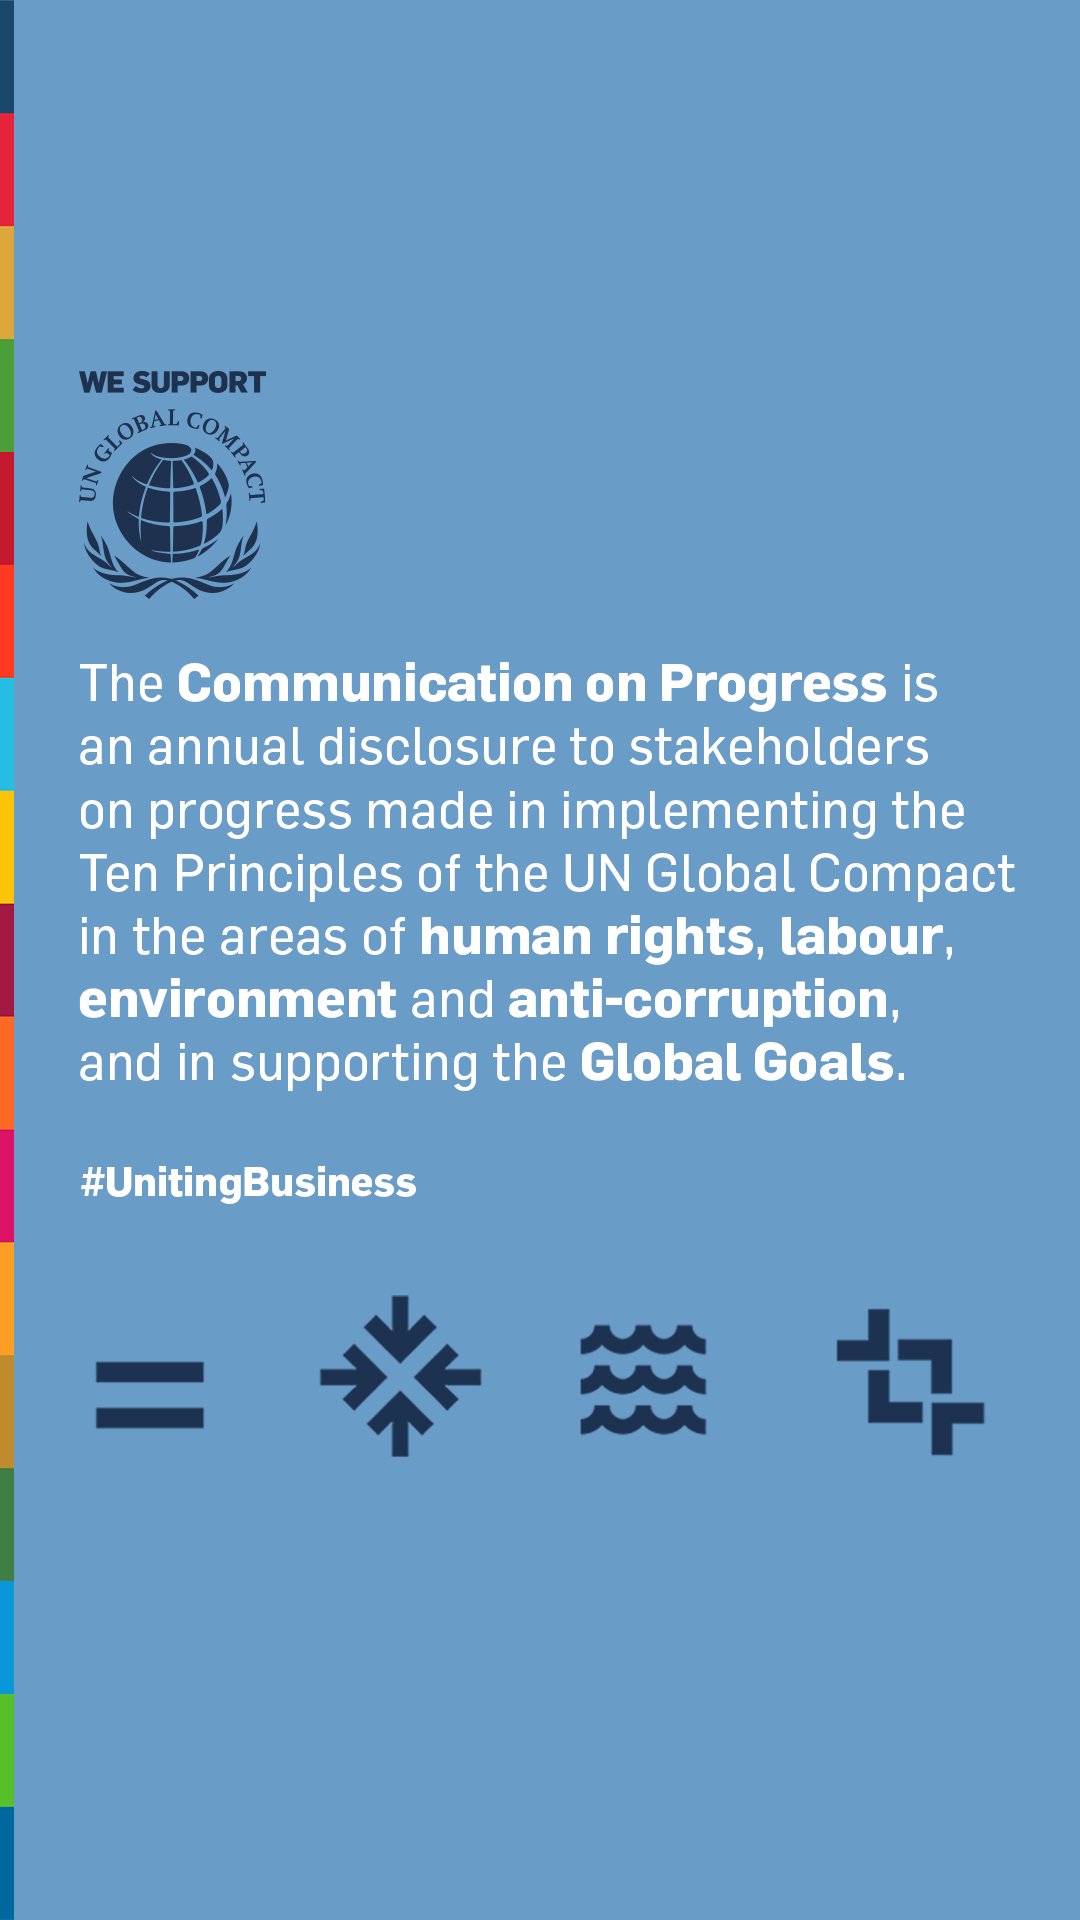 WE SUPPORT
UN GLOBAL COMPACT
The Communication on Progress is
an annual disclosure to stakeholders
on progress made in implementing the
Ten Principles of the UN Global Compact
in the areas of human rights, labour,
environment and anti-corruption,
and in supporting the Global Goals.
#UnitingBusiness